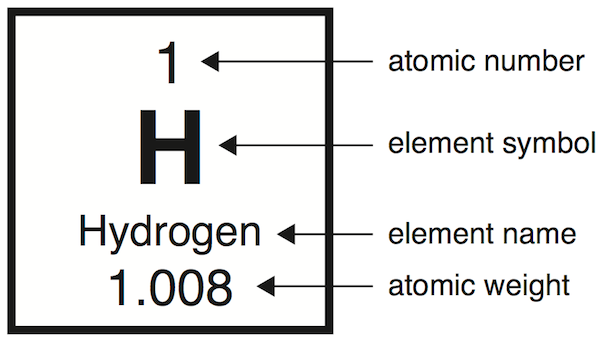 1 atomic number
H element symbol
Hydrogen element name
1.008 atomic weight